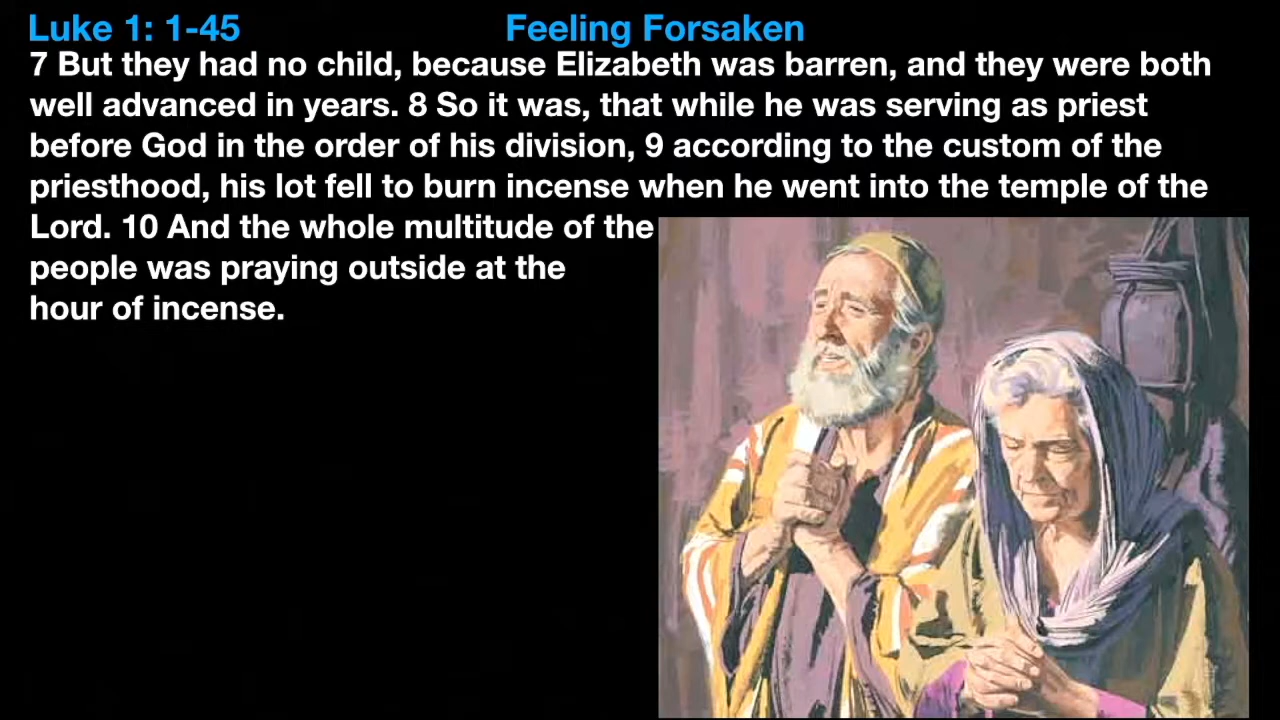 Luke 1: 1-45 Feeling Forsaken
7 But they had no child, because Elizabeth was barren, and they were both
well advanced in years. 8 So it was, that while he was serving as priest
before God in the order of his division, 9 according to the custom of the
priesthood, his lot fell to burn incense when he went into the temple of the
Lord. 10 And the whole multitude of the
people was praying outside at the
hour of incense.